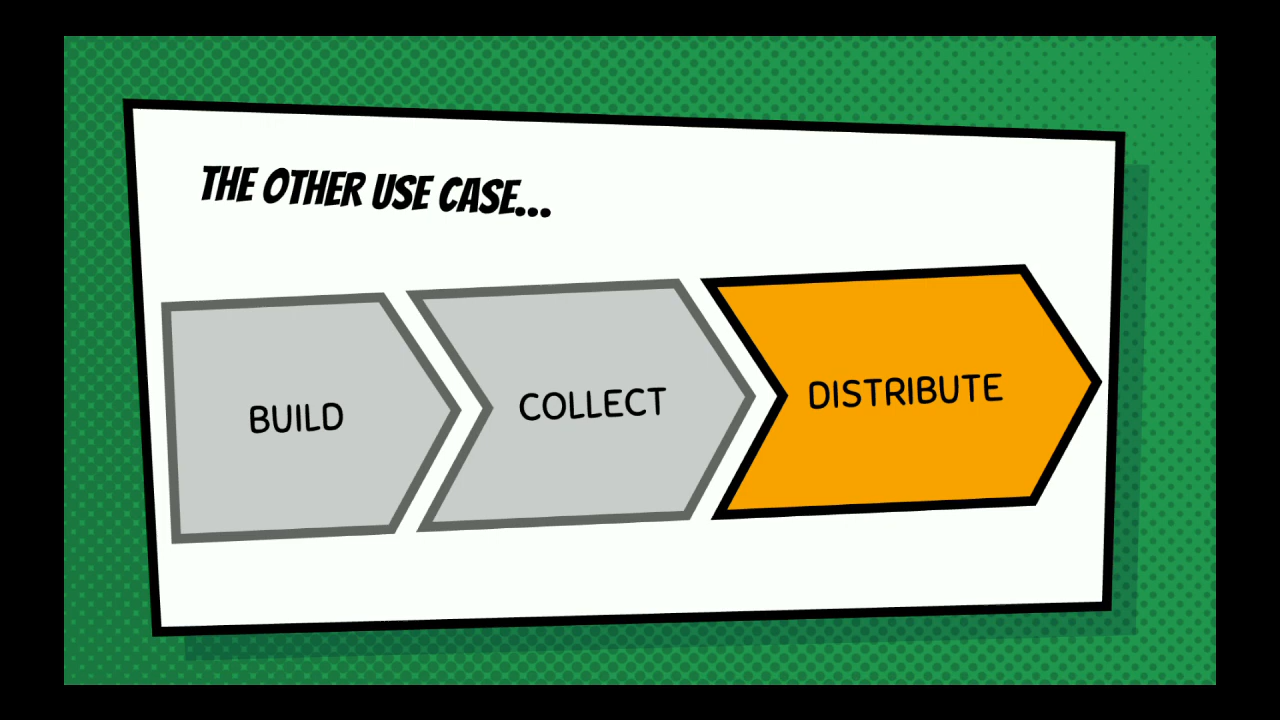 THE OTHER USE CASE...
BUILD
COLLECT
DISTRIBUTE